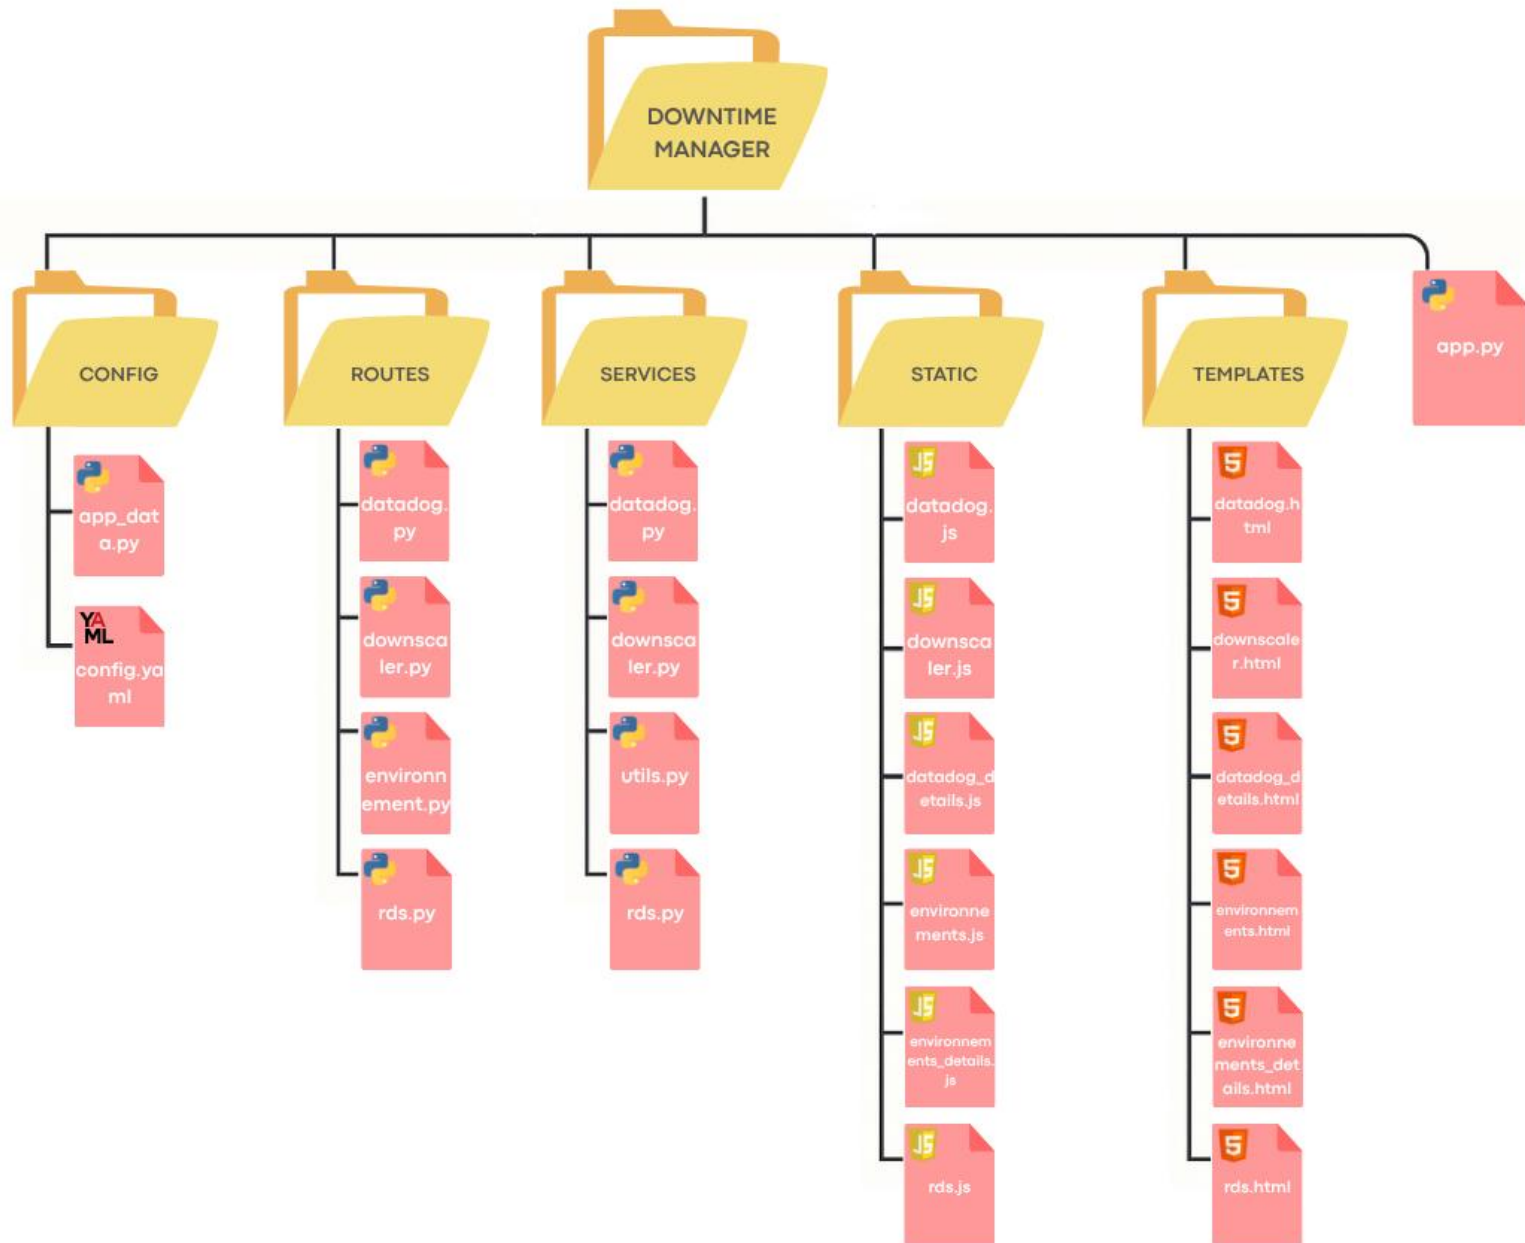 DOWNTIME
MANAGER
CONFIG
ROUTES
SERVICES
STATIC
TEMPLATES
app.py
app_dat
a.py
YA
ML
config.ya
ml
datadog.
py
downsca
ler.py
environn
ement.py
rds.py
datadog.
py
downsca
ler.py
utils.py
rds.py
JS
datadog.
js
JS
downsca
ler.js
JS
datadog_d
etails.js
JS
environne
ments.js
JS
environnem
ents_details.
js
JS
rds.js
5
datadog.h
tml
5
downscale
r.html
5
datadog_d
etails.html
5
environnem
ents.html
5
environne
ments_det
ails.html
5
rds.html